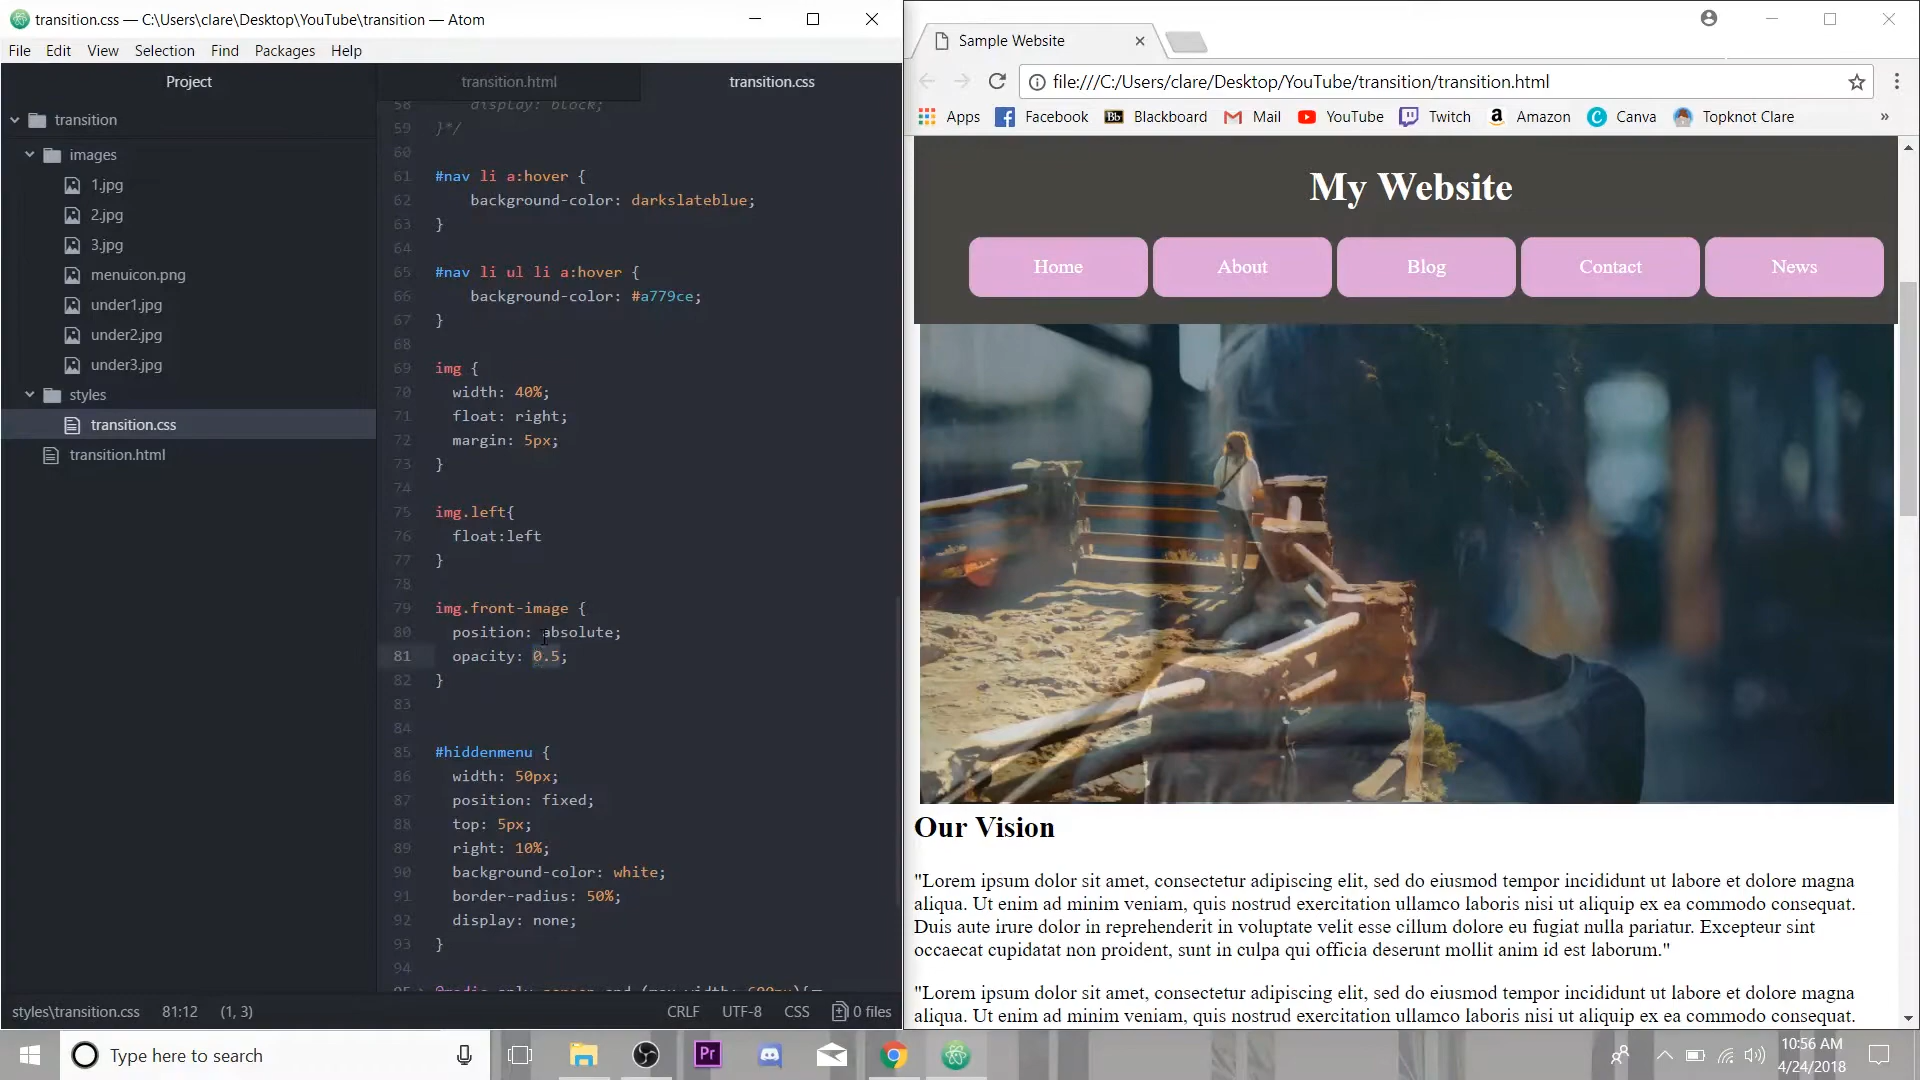 transition.css — C:\Users\clare\Desktop\YouTube\transition — Atom
File Edit View Selection Find Packages Help
Project
transition
images
1.jpg
2.jpg
3.jpg
menuicon.png
under1.jpg
under2.jpg
under3.jpg
styles
transition.css
transition.html
transition.html transition.css
58 display: block;
59 }*/
60
61 #nav li a:hover {
62 background-color: darkslateblue;
63 }
64
65 #nav li ul li a:hover {
66 background-color: #a779ce;
67 }
68
69 img {
70 width: 40%;
71 float: right;
72 margin: 5px;
73 }
74
75 img.left{
76 float:left
77 }
78
79 img.front-image {
80 position: absolute;
81 opacity: 0.5;
82 }
83
84
85 #hiddenmenu {
86 width: 50px;
87 position: fixed;
88 top: 5px;
89 right: 10%;
90 background-color: white;
91 border-radius: 50%;
92 display: none;
93 }
94
styles\transition.css 81:12 (1, 3) CRLF UTF-8 CSS 0 files
Sample Website
file:///C:/Users/clare/Desktop/YouTube/transition/transition.html
Apps Facebook Bb Blackboard Mail YouTube Twitch a Amazon C Canva Topknot Clare »
My Website
Home About Blog Contact News
Our Vision
"Lorem ipsum dolor sit amet, consectetur adipiscing elit, sed do eiusmod tempor incididunt ut labore et dolore magna
aliqua. Ut enim ad minim veniam, quis nostrud exercitation ullamco laboris nisi ut aliquip ex ea commodo consequat.
Duis aute irure dolor in reprehenderit in voluptate velit esse cillum dolore eu fugiat nulla pariatur. Excepteur sint
occaecat cupidatat non proident, sunt in culpa qui officia deserunt mollit anim id est laborum."
"Lorem ipsum dolor sit amet, consectetur adipiscing elit, sed do eiusmod tempor incididunt ut labore et dolore magna
aliqua. Ut enim ad minim veniam, quis nostrud exercitation ullamco laboris nisi ut aliquip ex ea commodo consequat.
Type here to search
Pr
10:56 AM
4/24/2018